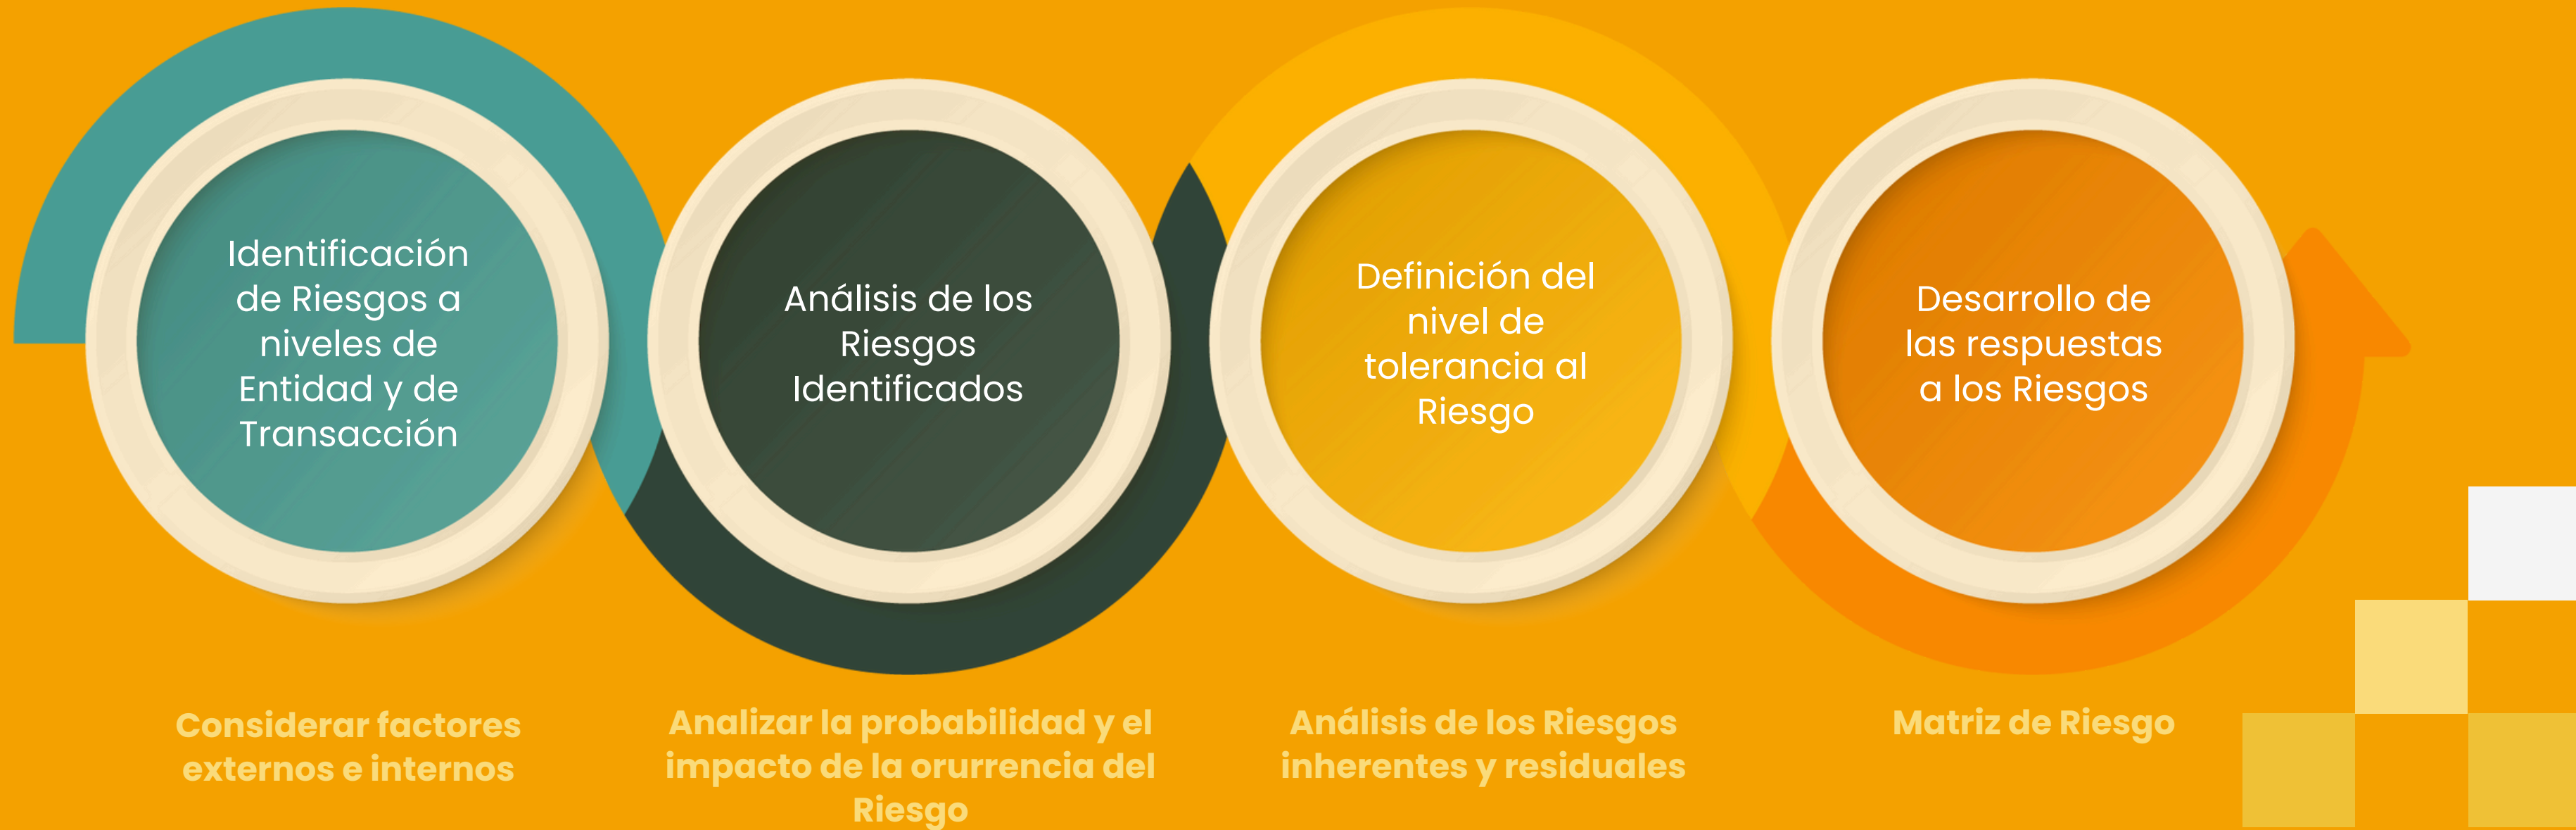 Identificación
de Riesgos a
niveles de
Entidad y de
Transacción
Análisis de los
Riesgos
Identificados
Definición del
nivel de
tolerancia al
Riesgo
Desarrollo de
las respuestas
a los Riesgos
Considerar factores
externos e internos
Analizar la probabilidad y el
impacto de la orurrencia del
Riesgo
Análisis de los Riesgos
inherentes y residuales
Matriz de Riesgo